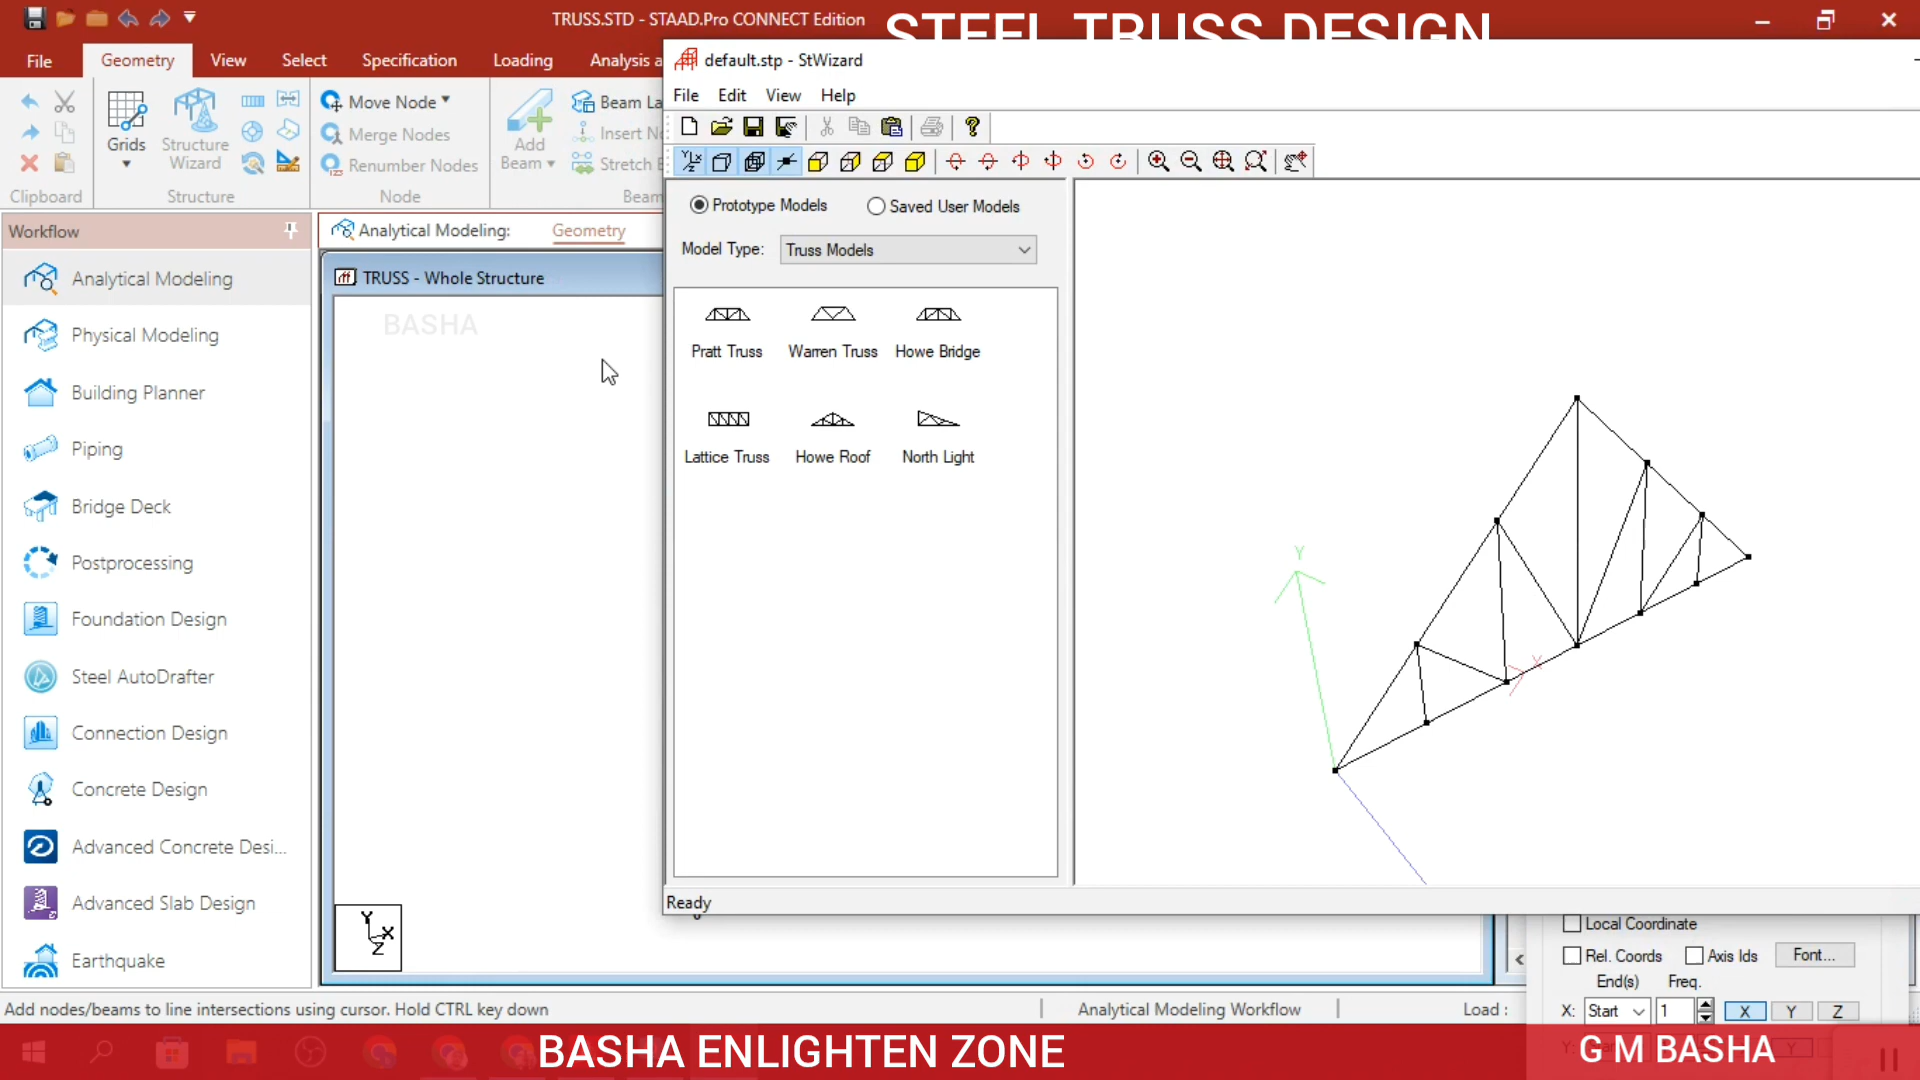 TRUSS.STD - STAAD.Pro CONNECT Edition
STEEL TRUSS DESIGN
File Geometry View Select Specification Loading Analysis a
default.stp - StWizard
File Edit View Help
Move Node
Merge Nodes
Renumber Nodes
Grids
Structure Wizard
Add Beam
Beam La
Insert No
Stretch B
Clipboard Structure Node Beam
Workflow
Analytical Modeling
Physical Modeling
Building Planner
Piping
Bridge Deck
Postprocessing
Foundation Design
Steel AutoDrafter
Connection Design
Concrete Design
Advanced Concrete Desi...
Advanced Slab Design
Earthquake
Analytical Modeling: Geometry
TRUSS - Whole Structure
BASHA
Y X Z
Prototype Models Saved User Models
Model Type: Truss Models
Pratt Truss Warren Truss Howe Bridge
Lattice Truss Howe Roof North Light
Y
X
Ready
Local Coordinate
Rel. Coords Axis Ids Font...
End(s) Freq.
X: Start 1 X Y Z
Add nodes/beams to line intersections using cursor. Hold CTRL key down
Analytical Modeling Workflow
Load :
BASHA ENLIGHTEN ZONE
G M BASHA